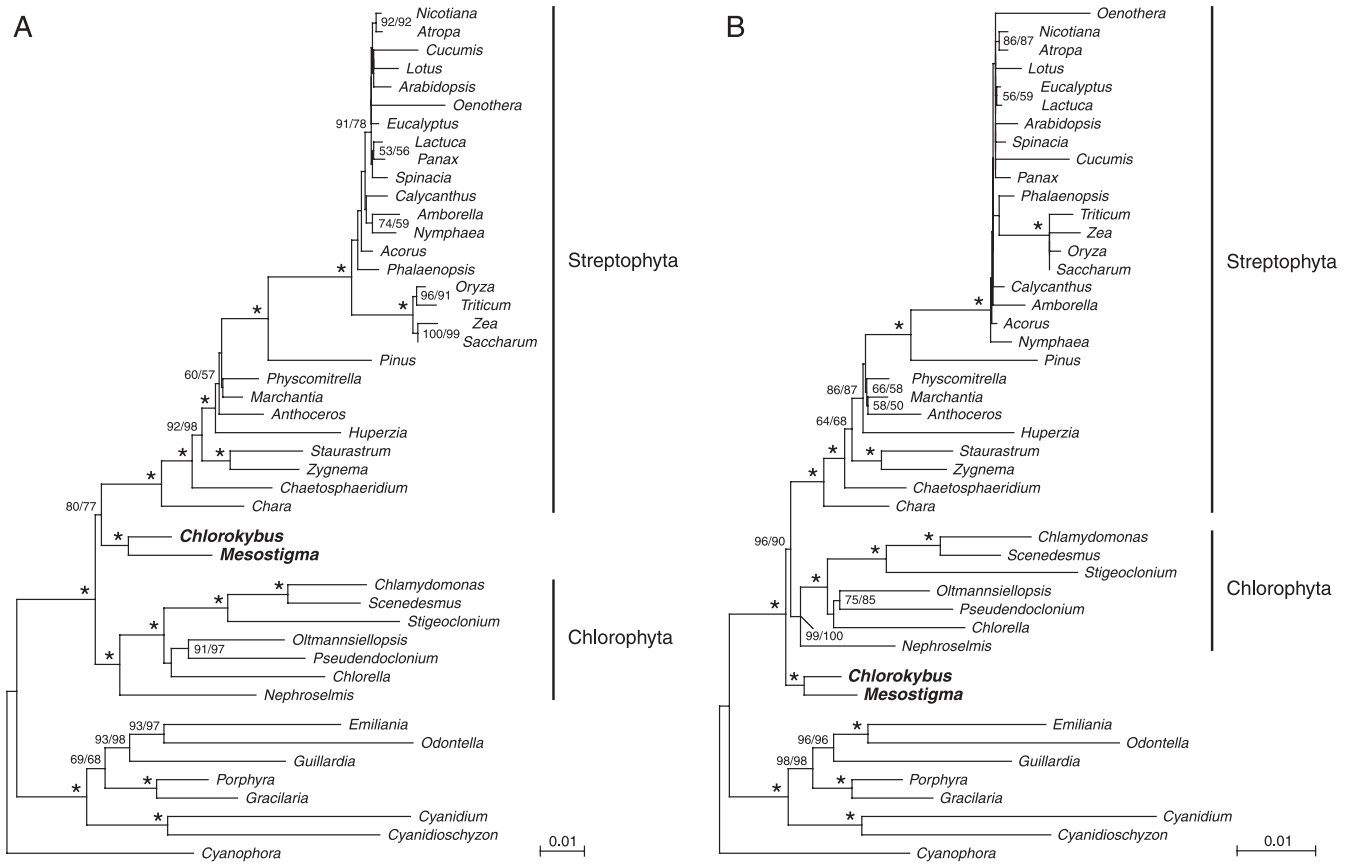 A
Nicotiana
92/92
Atropa
Cucumis
Lotus
Arabidopsis
Oenothera
91/78
Eucalyptus
Lactuca
53/56
Panax
Spinacia
Calycanthus
Amborella
74/59
Nymphaea
Acorus
Phalaenopsis
*
Oryza
96/91
*
*
Triticum
Zea
100/99
Saccharum
Pinus
60/57
Physcomitrella
Marchantia
*
Anthoceros
92/98
Huperzia
*
*
Staurastrum
Zygnema
*
Chaetosphaeridium
80/77
Chara
*
Chlorokybus
Mesostigma
*
*
Chlamydomonas
*
Scenedesmus
Stigeoclonium
*
Oltmannsiellopsis
91/97
*
Pseudendoclonium
Chlorella
Nephroselmis
93/97
Emiliania
93/98
Odontella
69/68
Guillardia
*
*
Porphyra
Gracilaria
*
Cyanidium
Cyanidioschyzon
Cyanophora
Streptophyta
Chlorophyta
0.01
B
Oenothera
Nicotiana
86/87
Atropa
Lotus
Eucalyptus
56/59
Lactuca
Arabidopsis
Spinacia
Cucumis
Panax
Phalaenopsis
Triticum
*
Zea
Oryza
Saccharum
Calycanthus
*
Amborella
Acorus
*
Nymphaea
Pinus
Physcomitrella
86/87
66/58
Marchantia
58/50
Anthoceros
64/68
Huperzia
*
*
Staurastrum
Zygnema
*
Chaetosphaeridium
Chara
96/90
*
Chlamydomonas
*
Scenedesmus
Stigeoclonium
*
Oltmannsiellopsis
75/85
*
Pseudendoclonium
Chlorella
99/100
Nephroselmis
*
Chlorokybus
Mesostigma
*
Emiliania
96/96
Odontella
98/98
Guillardia
*
*
Porphyra
Gracilaria
*
Cyanidium
Cyanidioschyzon
Cyanophora
Streptophyta
Chlorophyta
0.01